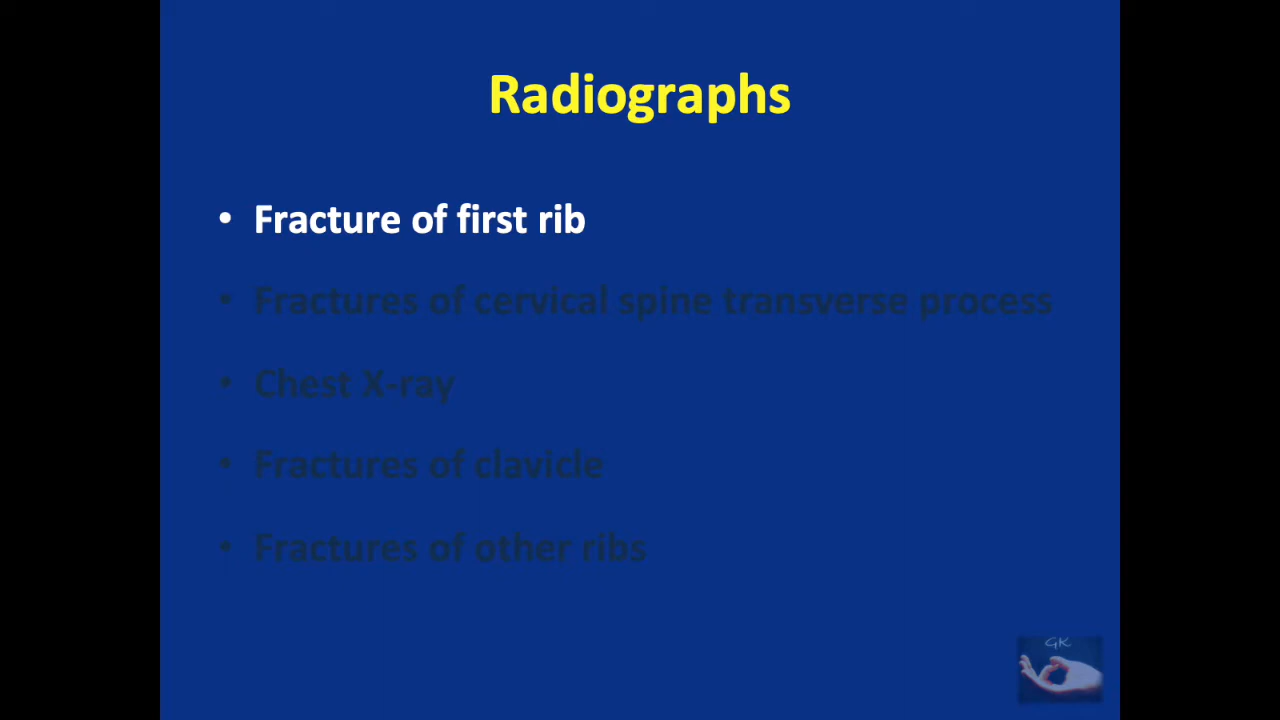 Radiographs
• Fracture of first rib
• Fractures of cervical spine transverse process
• Chest X-ray
• Fractures of clavicle
• Fractures of other ribs
GK